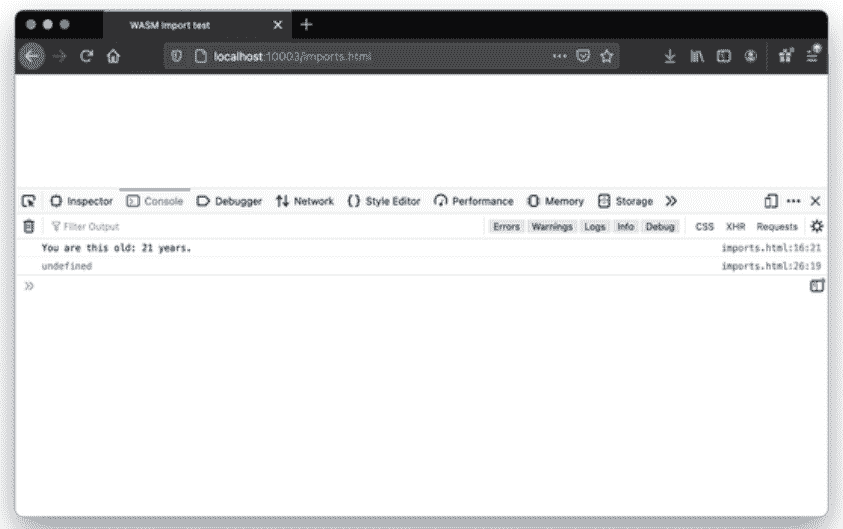 WASM Import test
localhost:10003/imports.html
Inspector Console Debugger Network Style Editor Performance Memory Storage
Filter Output Errors Warnings Logs Info Debug CSS XHR Requests
You are this old: 21 years. imports.html:16:21
undefined imports.html:26:19